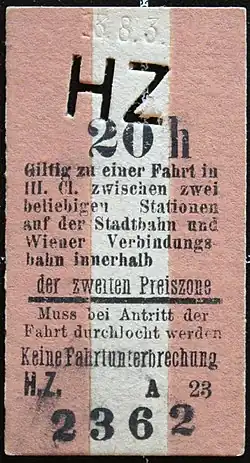 3.8.3.
HZ
20 h
Giltig zu einer Fahrt in
III. Cl. zwischen zwei
beliebigen Stationen
auf der Stadtbahn und
Wiener Verbindungs-
bahn innerhalb
der zweiten Preiszone
Muss bei Antritt der
Fahrt durchlocht werden
Keine Fahrtunterbrechung
H.Z. A 23
2362